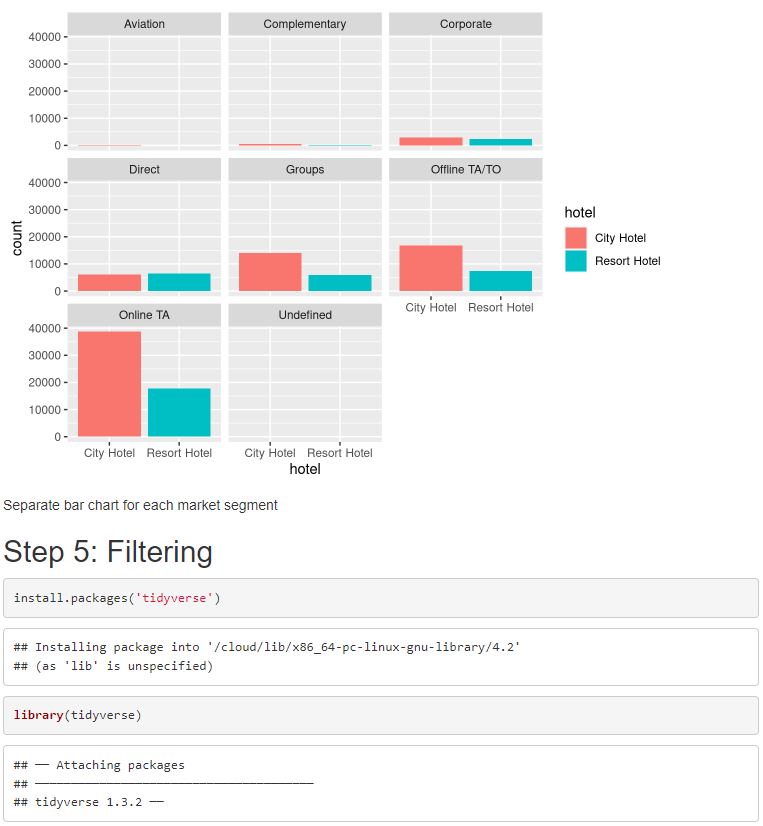 Aviation Complementary Corporate
40000
30000
20000
10000
0
Direct Groups Offline TA/TO
40000
30000
20000
10000
0
City Hotel Resort Hotel
Online TA Undefined
40000
30000
20000
10000
0
City Hotel Resort Hotel City Hotel Resort Hotel
hotel
count
hotel
City Hotel
Resort Hotel
Separate bar chart for each market segment
Step 5: Filtering
install.packages('tidyverse')
## Installing package into '/cloud/lib/x86_64-pc-linux-gnu-library/4.2'
## (as 'lib' is unspecified)
library(tidyverse)
## ── Attaching packages
## ───────────────────────────────────────
## tidyverse 1.3.2 ──